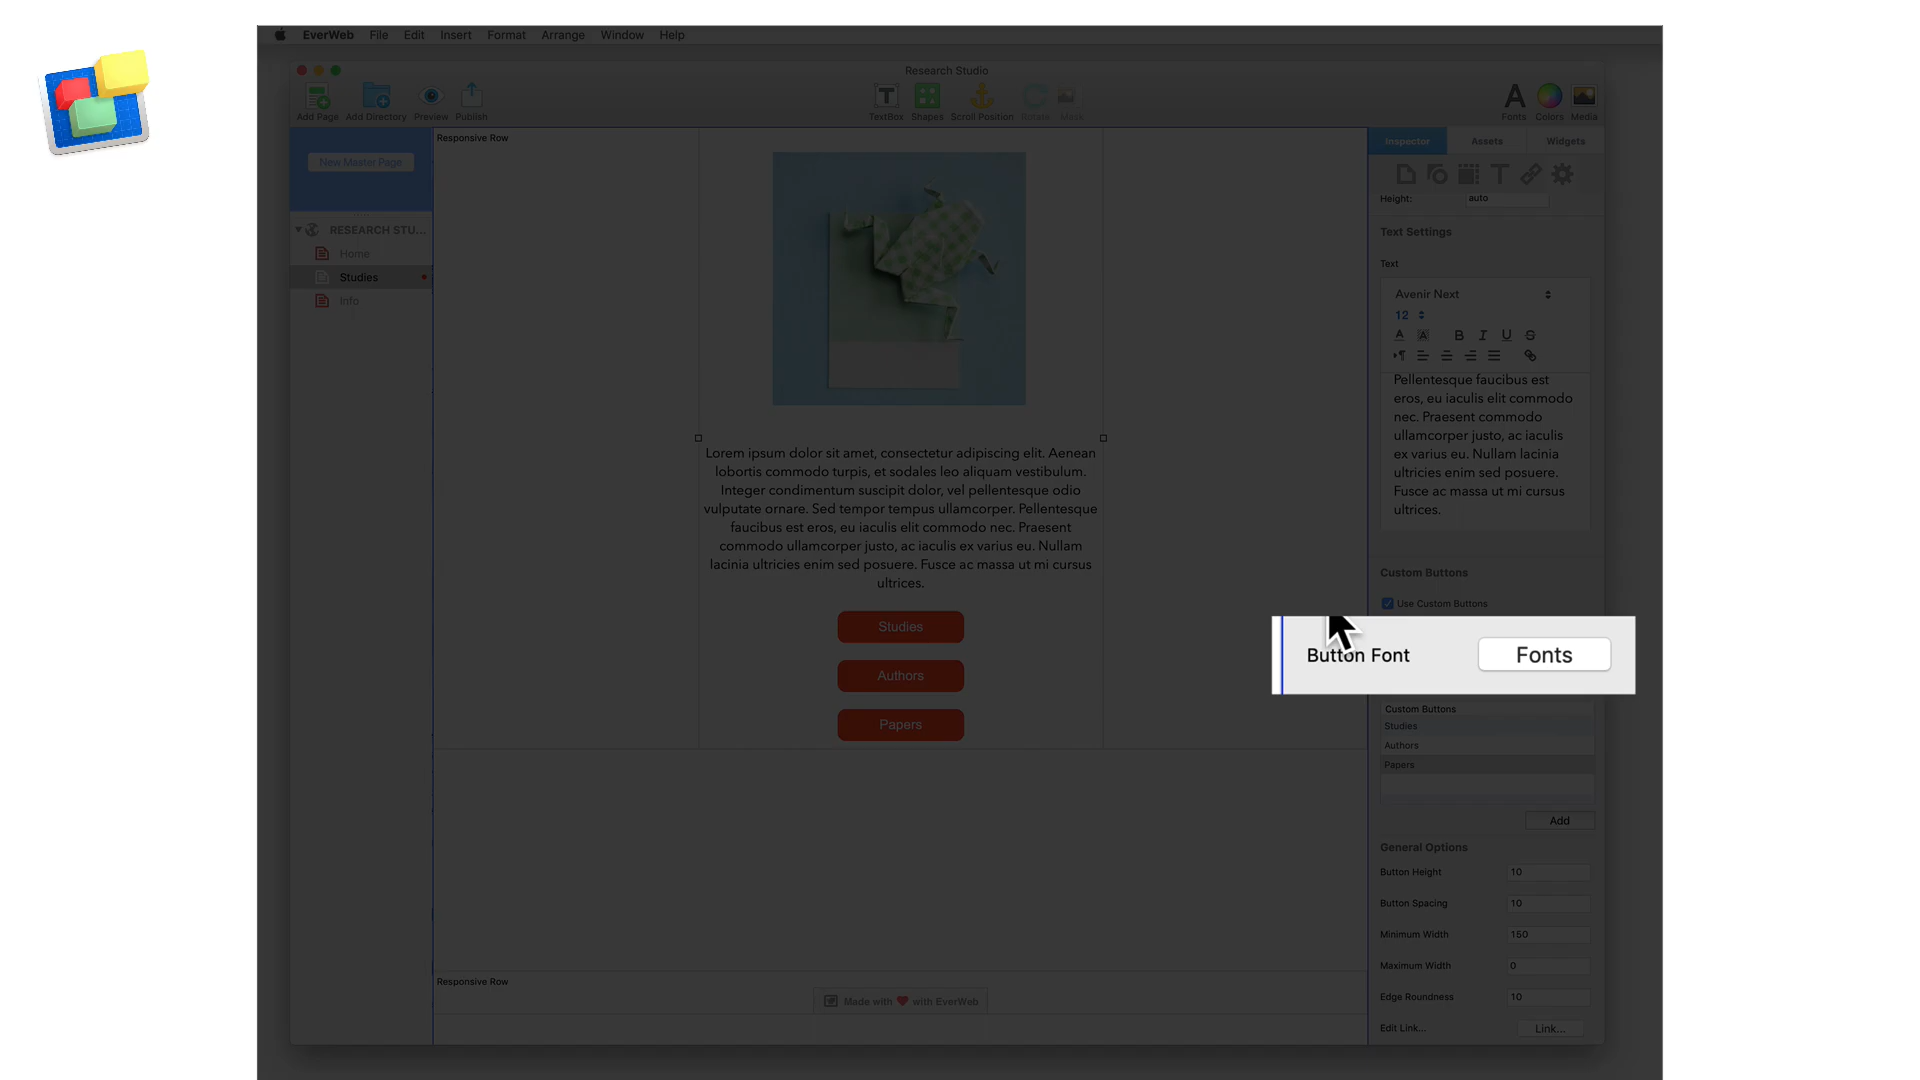 EverWeb File Edit Insert Format Arrange Window Help
Research Studio
Add Page Add Directory Preview Publish
TextBox Shapes Scroll Position Rotate Mask
Fonts Colors Media
New Master Page
RESEARCH STU...
Home
Studies
Info
Responsive Row
Lorem ipsum dolor sit amet, consectetur adipiscing elit. Aenean
lobortis commodo turpis, et sodales leo aliquam vestibulum.
Integer condimentum suscipit dolor, vel pellentesque odio
vulputate ornare. Sed tempor tempus ullamcorper. Pellentesque
faucibus est eros, eu iaculis elit commodo nec. Praesent
commodo ullamcorper justo, ac iaculis ex varius eu. Nullam
lacinia ultricies enim sed posuere. Fusce ac massa ut mi cursus
ultrices.
Studies
Authors
Papers
Responsive Row
Made with ❤ with EverWeb
Inspector Assets Widgets
Height: auto
Text Settings
Text
Avenir Next
12
A A B I U S
Pellentesque faucibus est
eros, eu iaculis elit commodo
nec. Praesent commodo
ullamcorper justo, ac iaculis
ex varius eu. Nullam lacinia
ultricies enim sed posuere.
Fusce ac massa ut mi cursus
ultrices.
Custom Buttons
Use Custom Buttons
Button Font Fonts
Custom Buttons
Studies
Authors
Papers
Add
General Options
Button Height 10
Button Spacing 10
Minimum Width 150
Maximum Width 0
Edge Roundness 10
Edit Link... Link...